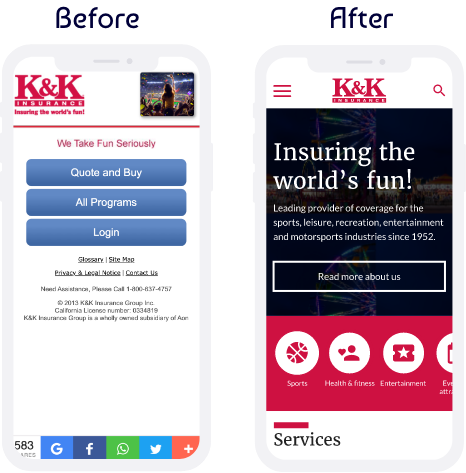 Before
After
K&K
INSURANCE
Insuring the world's fun!
We Take Fun Seriously
Quote and Buy
All Programs
Login
Glossary | Site Map
Privacy & Legal Notice | Contact Us
Need Assistance, Please Call 1-800-637-4757
© 2013 K&K Insurance Group Inc.
California License number: 0334819
K&K Insurance Group is a wholly owned subsidiary of Aon
583
K&K
INSURANCE
Insuring the
world's fun!
Leading provider of coverage for the
sports, leisure, recreation, entertainment
and motorsports industries since 1952.
Read more about us
Sports
Health & fitness
Entertainment
Services